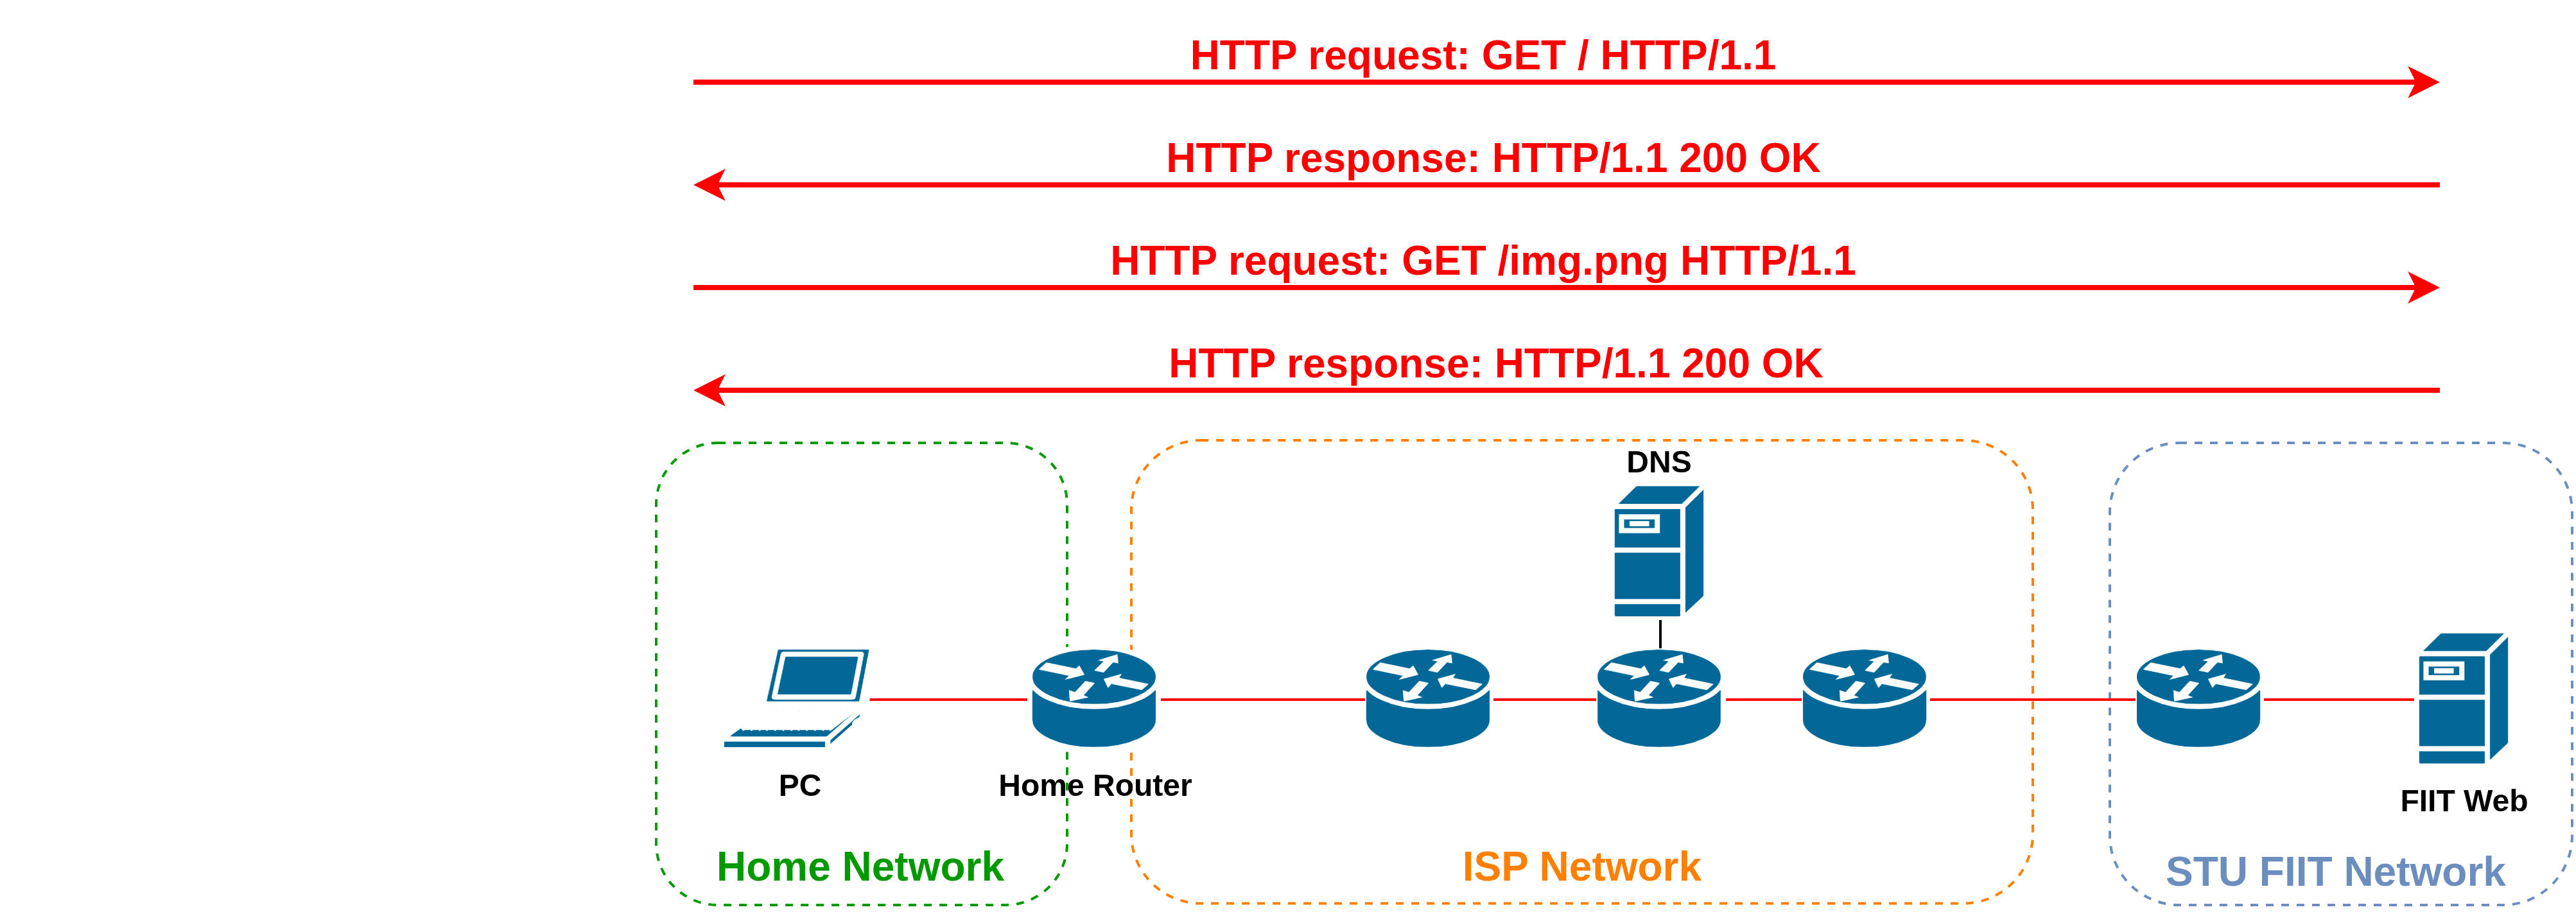 HTTP request: GET / HTTP/1.1
HTTP response: HTTP/1.1 200 OK
HTTP request: GET /img.png HTTP/1.1
HTTP response: HTTP/1.1 200 OK
DNS
PC
Home Router
FIIT Web
Home Network
ISP Network
STU FIIT Network